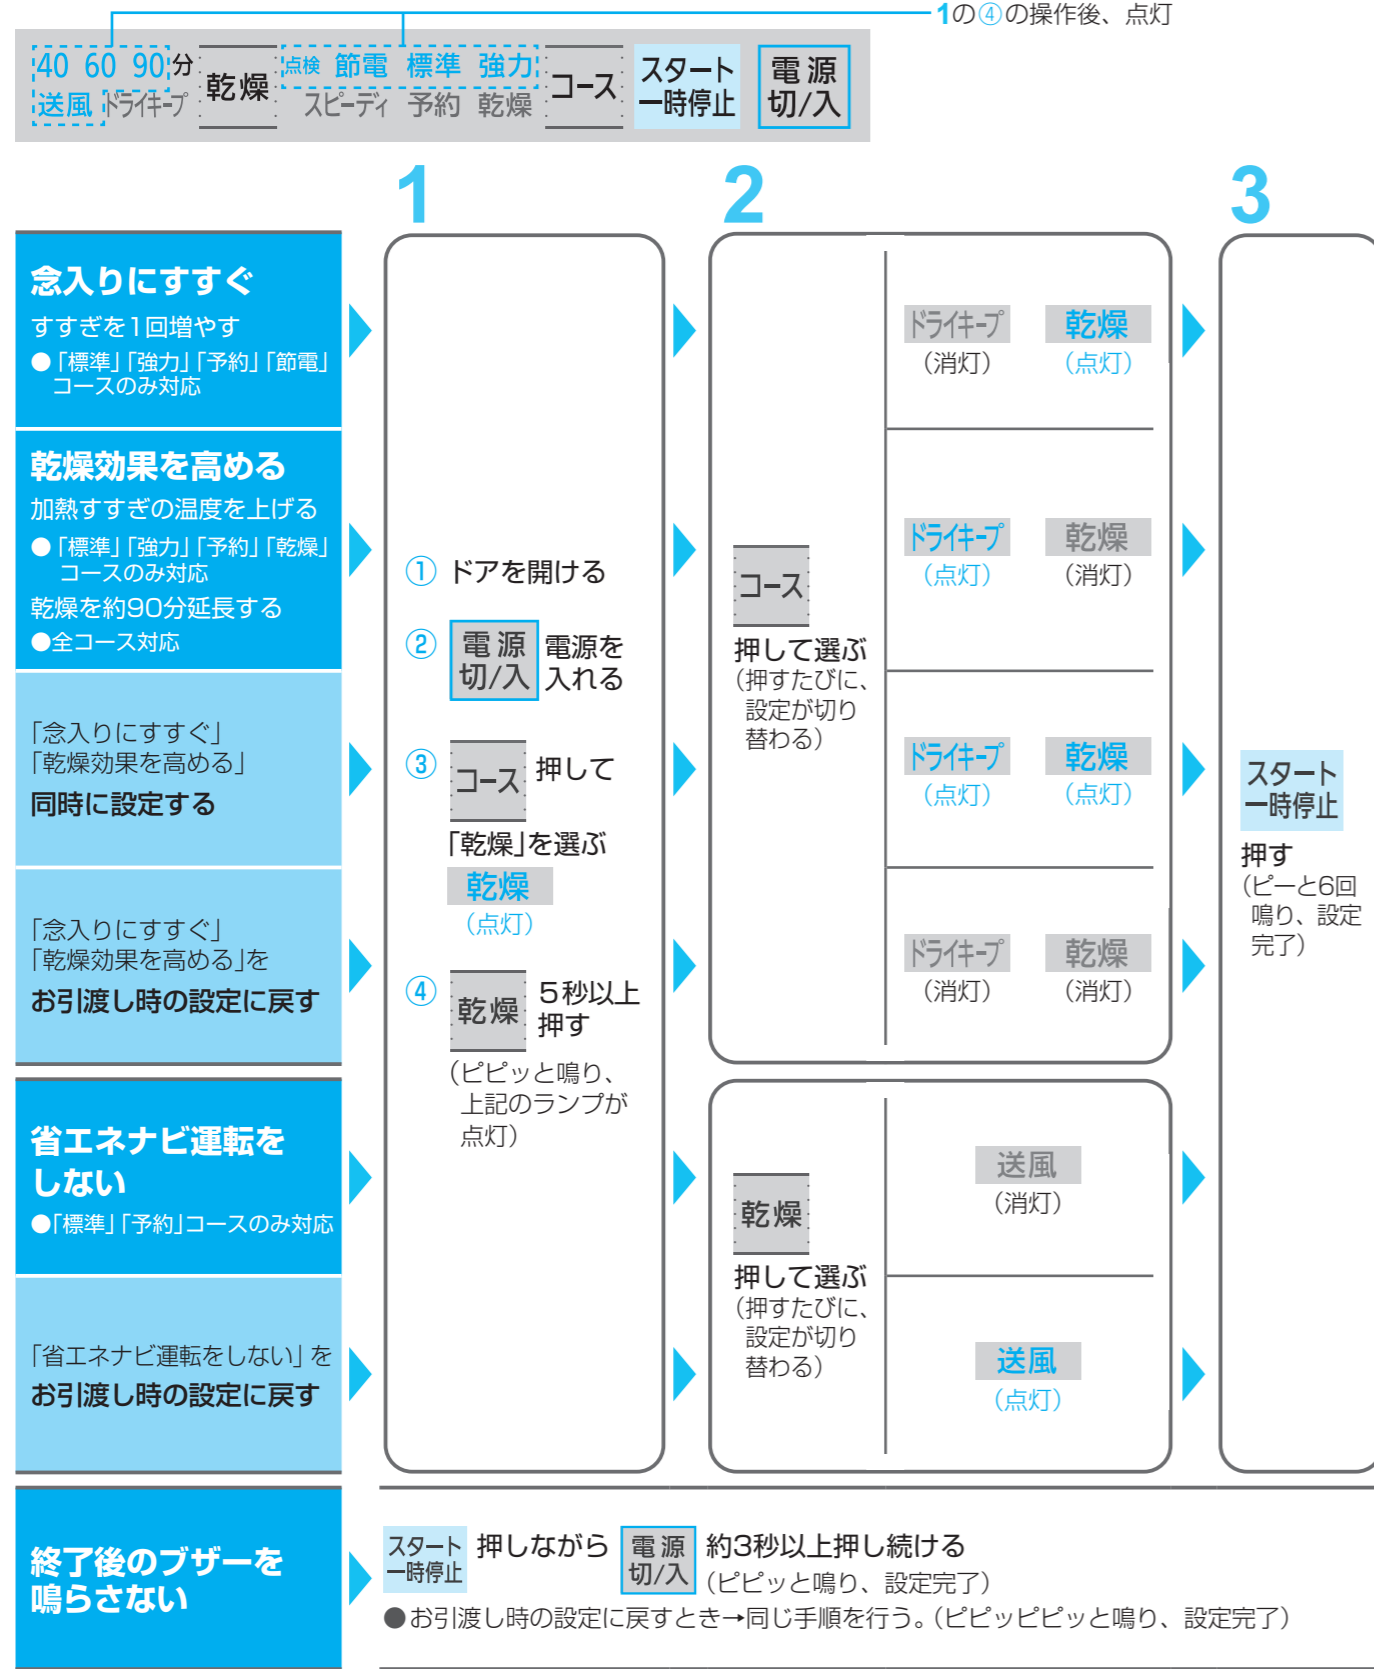 1の④の操作後、点灯
40 60 90分 乾燥 点検 節電 標準 強力 コース スタート一時停止 電源切/入
送風 ドライキープ スピーディ 予約 乾燥
1 2 3
念入りにすすぐ
すすぎを1回増やす
●「標準」「強力」「予約」「節電」
コースのみ対応
乾燥効果を高める
加熱すすぎの温度を上げる
●「標準」「強力」「予約」「乾燥」
コースのみ対応
乾燥を約90分延長する
●全コース対応
「念入りにすすぐ」
「乾燥効果を高める」
同時に設定する
「念入りにすすぐ」
「乾燥効果を高める」を
お引渡し時の設定に戻す
省エネナビ運転を
しない
●「標準」「予約」コースのみ対応
「省エネナビ運転をしない」を
お引渡し時の設定に戻す
① ドアを開ける
② 電源切/入 電源を
入れる
③ コース 押して
「乾燥」を選ぶ
乾燥
(点灯)
④ 乾燥 5秒以上
押す
(ピピッと鳴り、
上記のランプが
点灯)
コース
押して選ぶ
(押すたびに、
設定が切り
替わる)
ドライキープ 乾燥
(消灯) (点灯)
ドライキープ 乾燥
(点灯) (消灯)
ドライキープ 乾燥
(点灯) (点灯)
ドライキープ 乾燥
(消灯) (消灯)
乾燥
押して選ぶ
(押すたびに、
設定が切り
替わる)
送風
(消灯)
送風
(点灯)
スタート
一時停止
押す
(ピーと6回
鳴り、設定
完了)
終了後のブザーを
鳴らさない
スタート一時停止 押しながら 電源切/入 約3秒以上押し続ける
(ピピッと鳴り、設定完了)
●お引渡し時の設定に戻すとき→同じ手順を行う。(ピピッピピッと鳴り、設定完了)